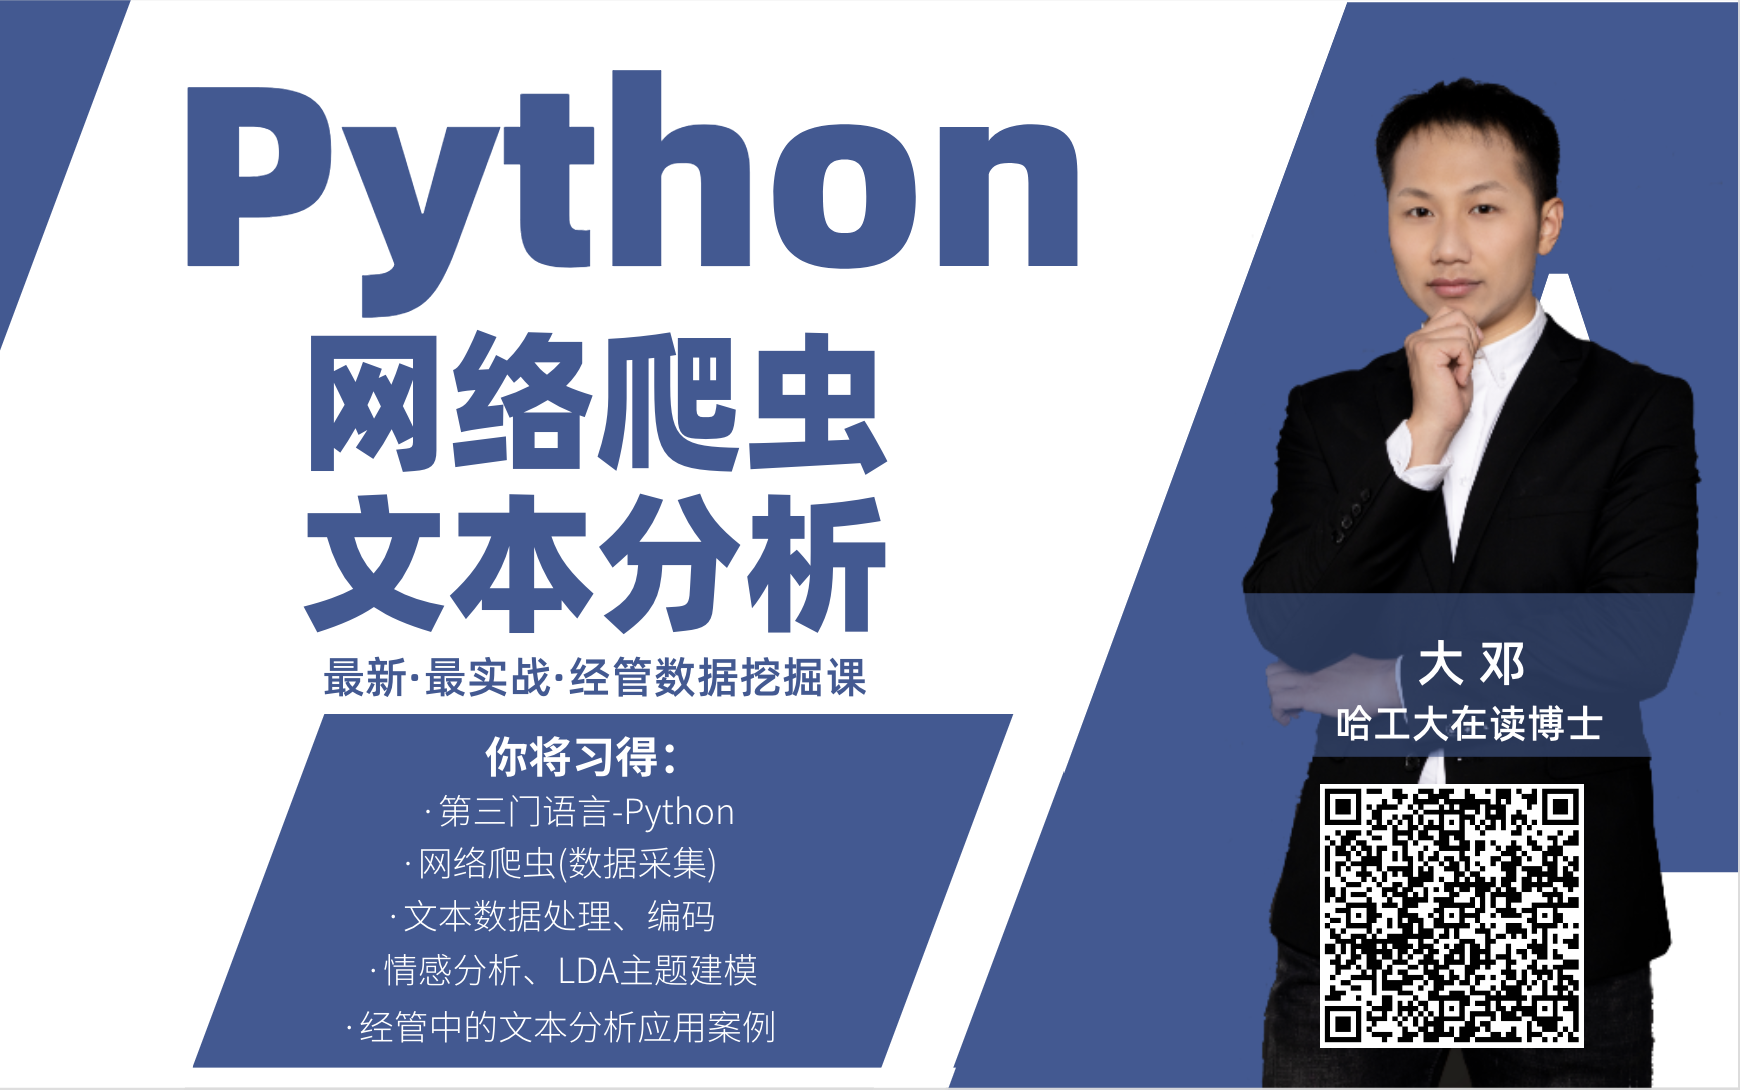 Python
网络爬虫
文本分析
最新·最实战·经管数据挖掘课
你将习得：
·第三门语言-Python
·网络爬虫(数据采集)
·文本数据处理、编码
·情感分析、LDA主题建模
·经管中的文本分析应用案例
大邓
哈工大在读博士